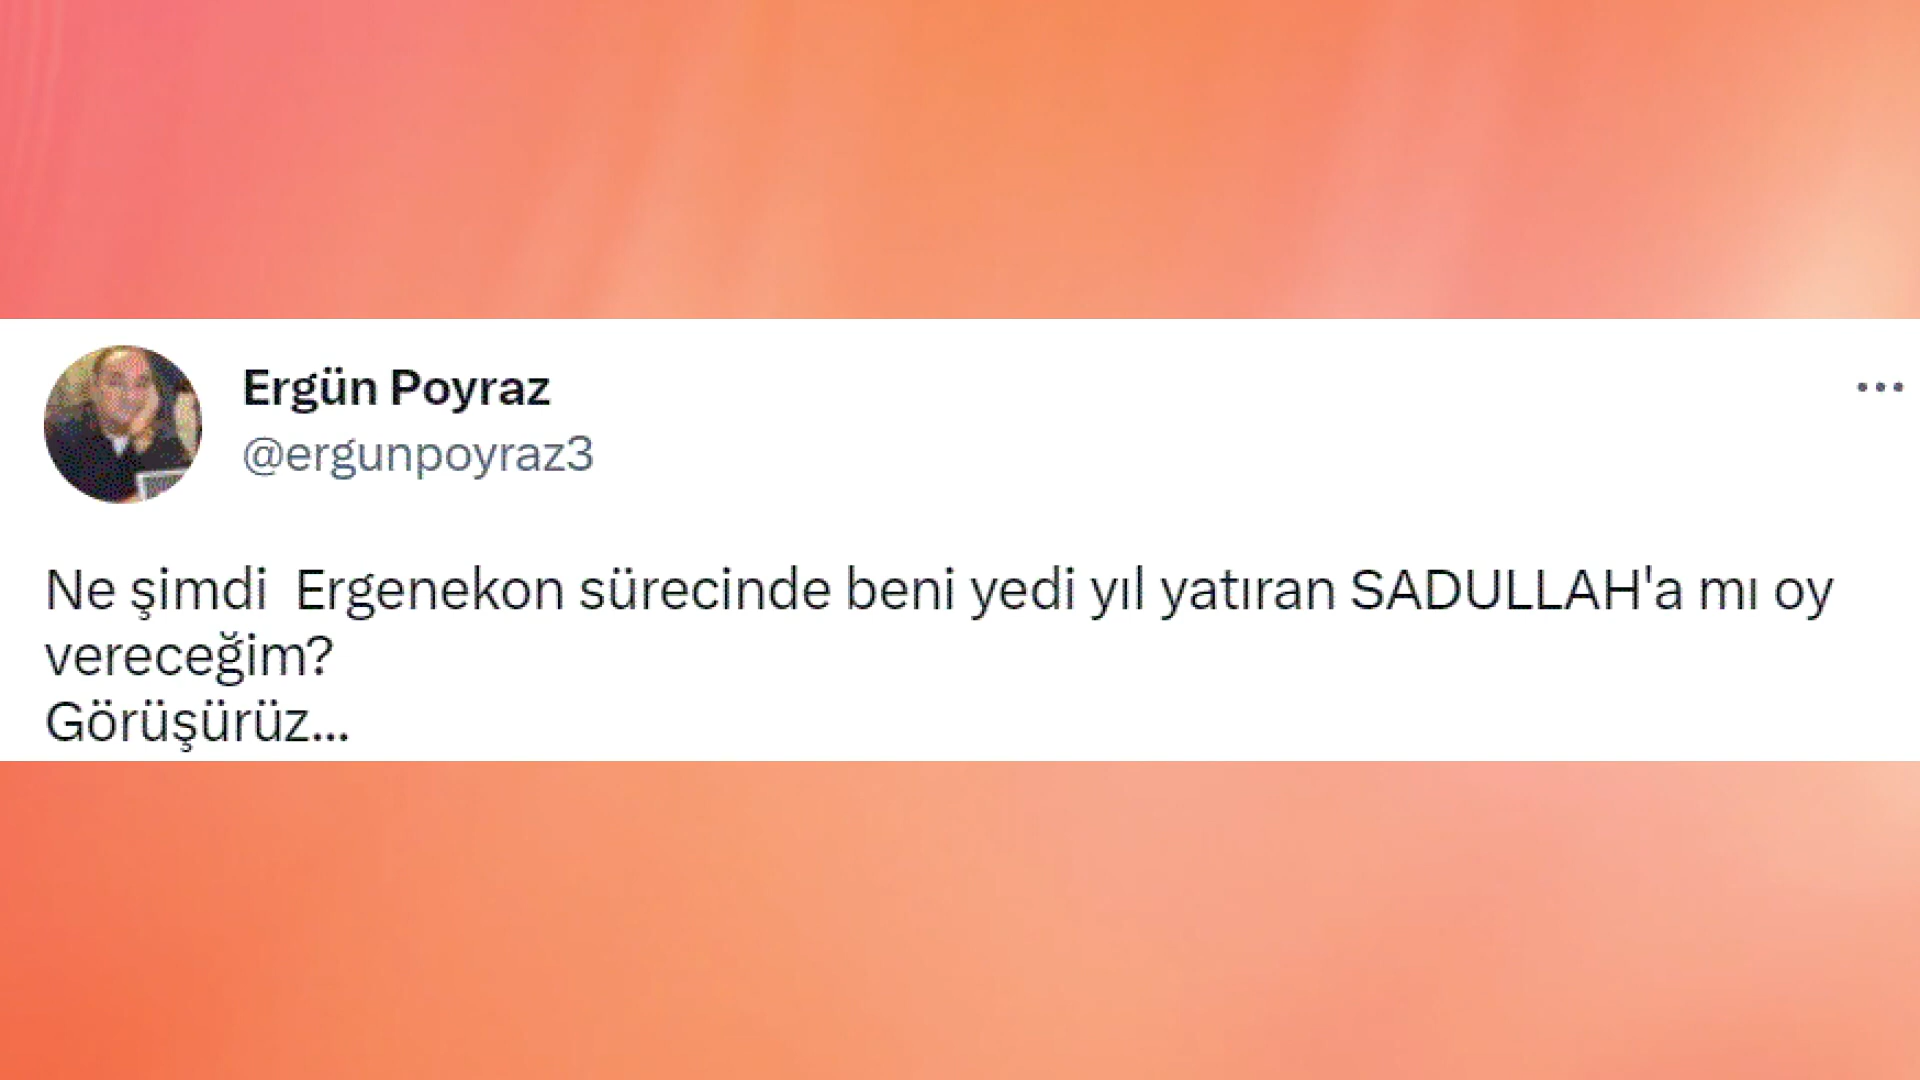 Ergün Poyraz
@ergunpoyraz3
Ne şimdi  Ergenekon sürecinde beni yedi yıl yatıran SADULLAH'a mı oy
vereceğim?
Görüşürüz...